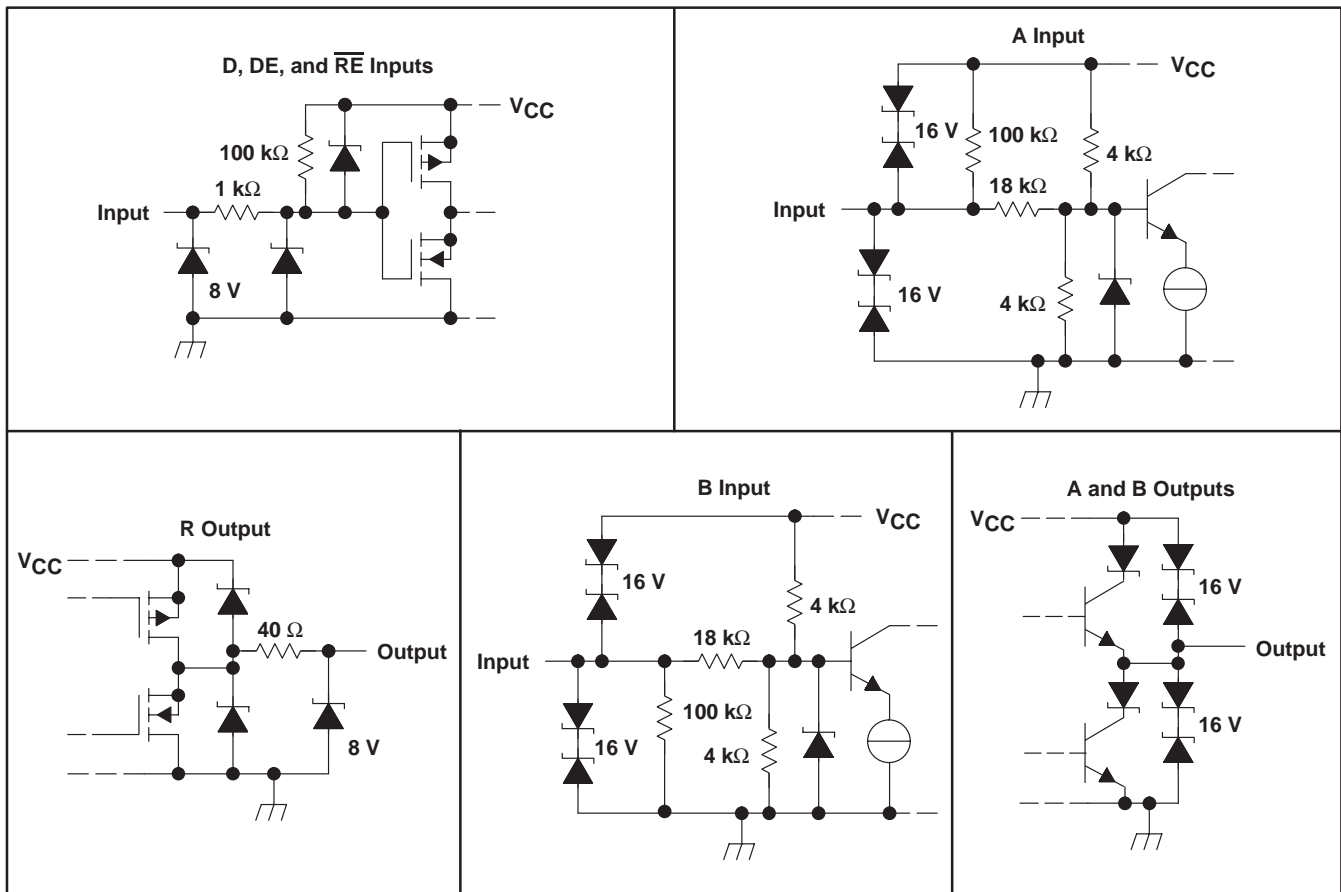 D, DE, and RE Inputs
VCC
100 kΩ
1 kΩ
Input
8 V
A Input
VCC
16 V
100 kΩ
4 kΩ
18 kΩ
Input
16 V
4 kΩ
R Output
VCC
40 Ω
Output
8 V
B Input
VCC
16 V
4 kΩ
18 kΩ
Input
100 kΩ
16 V
4 kΩ
A and B Outputs
VCC
16 V
Output
16 V